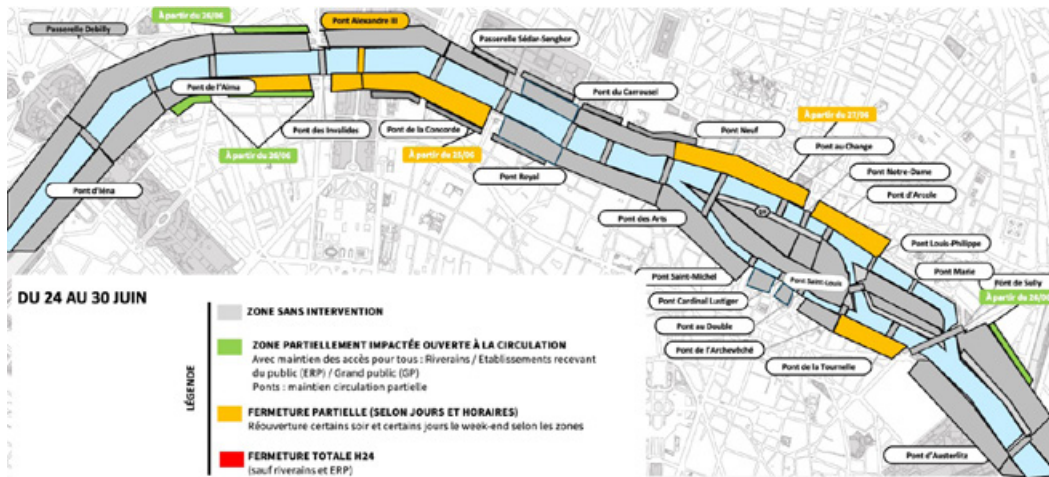 À partir du 26/06
Pont Alexandre III
Passerelle Debilly
Passerelle Sédar-Senghor
Pont de l'Alma
Pont du Carrousel
Pont des Invalides
Pont de la Concorde
Pont Neuf
À partir du 27/06
À partir du 26/06
À partir du 25/06
Pont au Change
Pont Royal
Pont Notre-Dame
Pont d'Iéna
Pont d'Arcole
Pont des Arts
Pont Louis-Philippe
Pont Saint-Michel
Pont Saint-Louis
Pont Marie
Pont de Sully
À partir du 26/06
Pont Cardinal Lustiger
Pont au Double
Pont de l'Archevêché
Pont de la Tournelle
Pont d'Austerlitz
DU 24 AU 30 JUIN
LÉGENDE
ZONE SANS INTERVENTION
ZONE PARTIELLEMENT IMPACTÉE OUVERTE À LA CIRCULATION
Avec maintien des accès pour tous : Riverains / Etablissements recevant
du public (ERP) / Grand public (GP)
Ponts : maintien circulation partielle
FERMETURE PARTIELLE (SELON JOURS ET HORAIRES)
Réouverture certains soir et certains jours le week-end selon les zones
FERMETURE TOTALE H24
(sauf riverains et ERP)